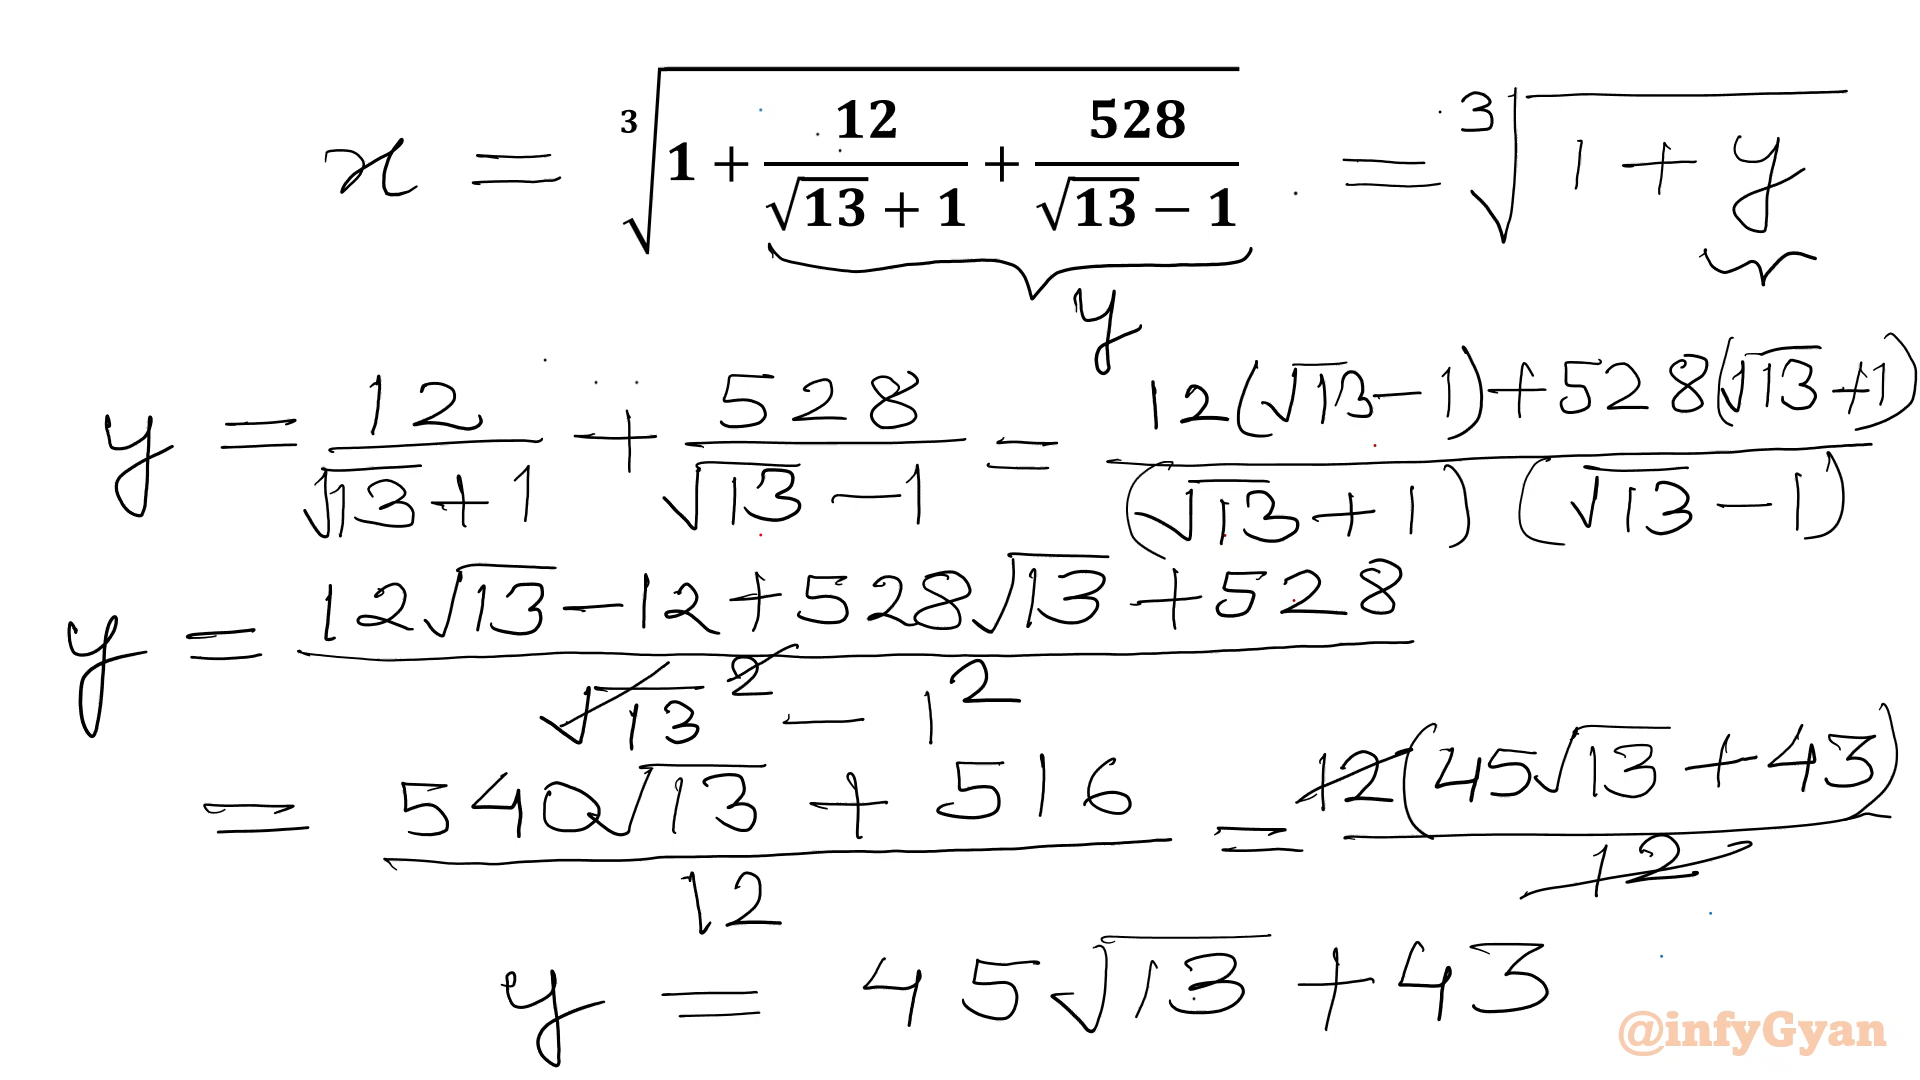 x = ∛(1 + 12/(√13 + 1) + 528/(√13 − 1)) = ∛(1 + y)
y
y = 12/(√13 + 1) + 528/(√13 − 1) = (12(√13 − 1) + 528(√13 + 1))/((√13 + 1)(√13 − 1))
y = (12√13 − 12 + 528√13 + 528)/(√13² − 1²)
= (540√13 + 516)/12 = 12(45√13 + 43)/12
y = 45√13 + 43
@infyGyan